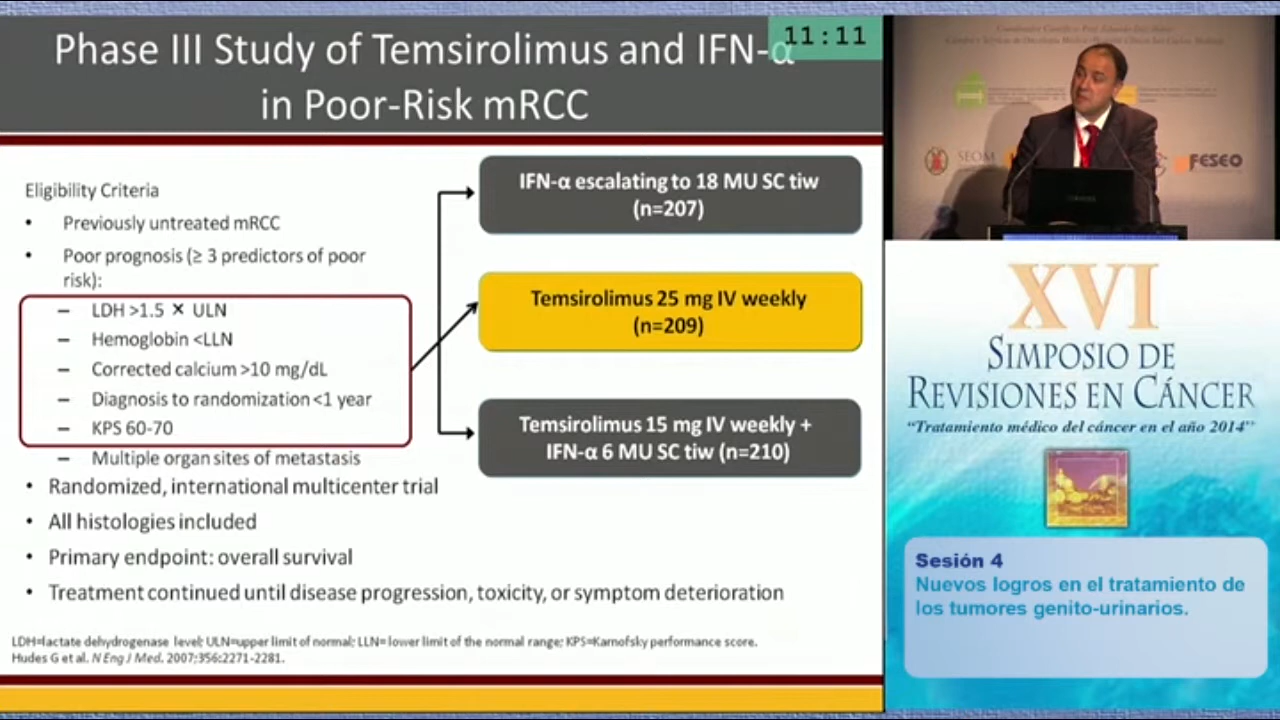 Phase III Study of Temsirolimus and IFN-α
in Poor-Risk mRCC
11:11
Eligibility Criteria
• Previously untreated mRCC
• Poor prognosis (≥ 3 predictors of poor
risk):
– LDH >1.5 × ULN
– Hemoglobin <LLN
– Corrected calcium >10 mg/dL
– Diagnosis to randomization <1 year
– KPS 60-70
– Multiple organ sites of metastasis
• Randomized, international multicenter trial
• All histologies included
• Primary endpoint: overall survival
• Treatment continued until disease progression, toxicity, or symptom deterioration
IFN-α escalating to 18 MU SC tiw
(n=207)
Temsirolimus 25 mg IV weekly
(n=209)
Temsirolimus 15 mg IV weekly +
IFN-α 6 MU SC tiw (n=210)
LDH=lactate dehydrogenase level; ULN=upper limit of normal; LLN= lower limit of the normal range; KPS=Karnofsky performance score.
Hudes G et al. N Eng J Med. 2007;356:2271-2281.
SEOM
FESEO
XVI
SIMPOSIO DE
REVISIONES EN CÁNCER
“Tratamiento médico del cáncer en el año 2014”
Sesión 4
Nuevos logros en el tratamiento de
los tumores genito-urinarios.